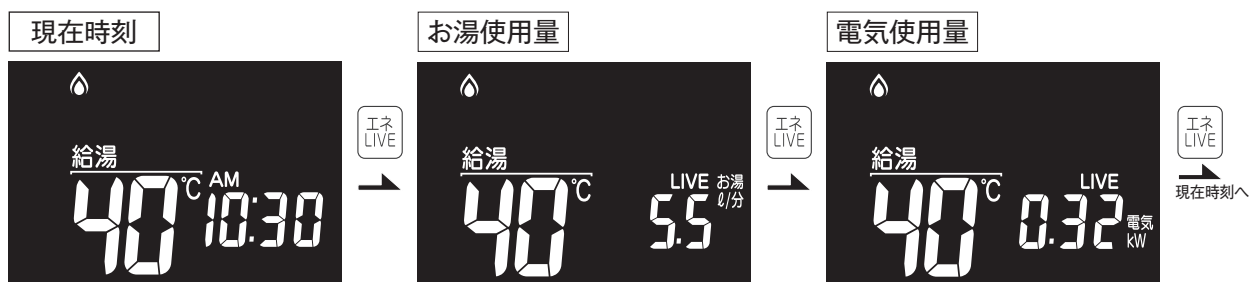 現在時刻
給湯
40℃ AM 10:30
エネ
LIVE
お湯使用量
給湯
40℃ LIVE 5.5 お湯
ℓ/分
エネ
LIVE
電気使用量
給湯
40℃ LIVE 0.32 電気
kW
エネ
LIVE
現在時刻へ